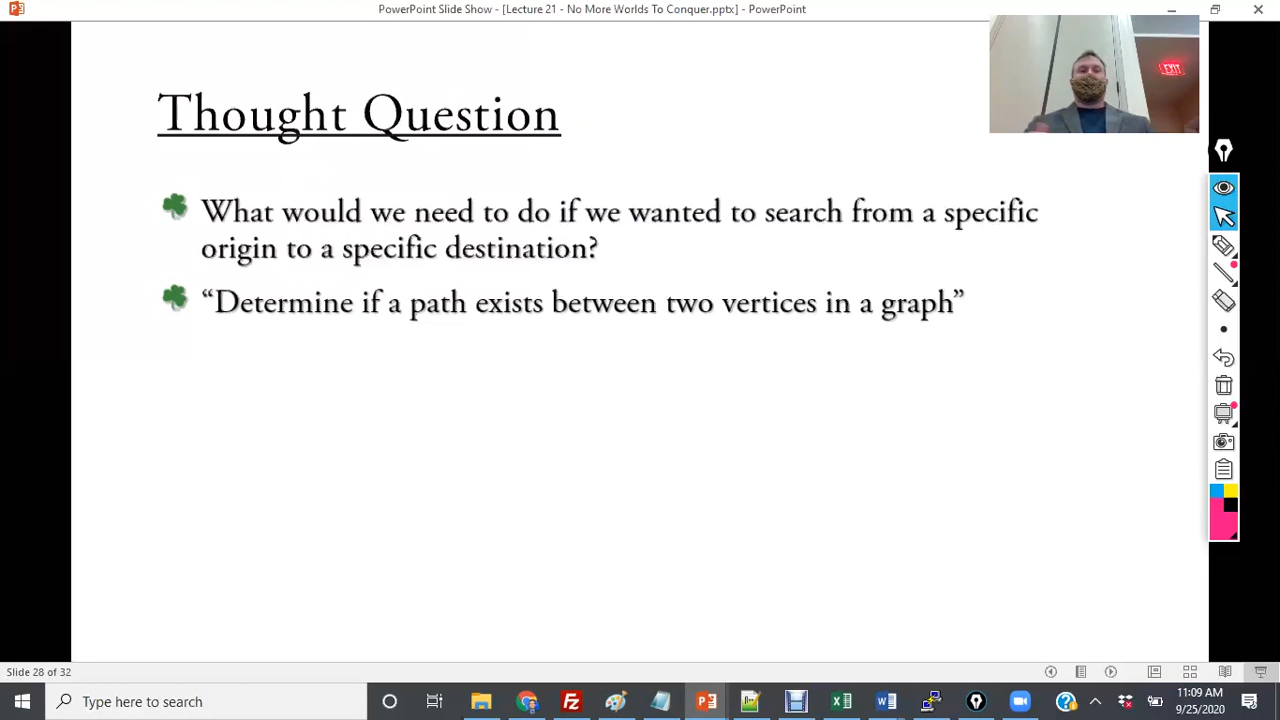 PowerPoint Slide Show - [Lecture 21 - No More Worlds To Conquer.pptx] - PowerPoint
EXIT
Thought Question
What would we need to do if we wanted to search from a specific
origin to a specific destination?
“Determine if a path exists between two vertices in a graph”
Slide 28 of 32
Type here to search
11:09 AM
9/25/2020